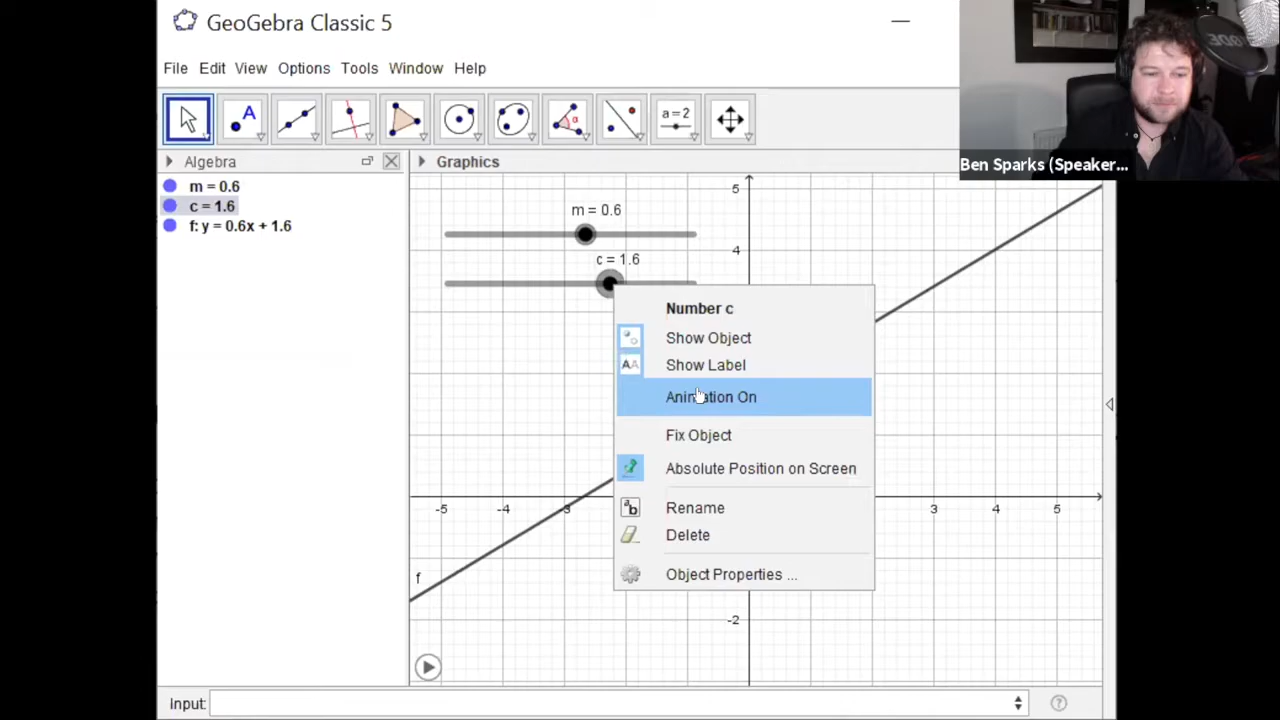 GeoGebra Classic 5
File Edit View Options Tools Window Help
A
α
a = 2
Ben Sparks (Speaker...
Algebra
Graphics
m = 0.6
c = 1.6
f: y = 0.6x + 1.6
m = 0.6
c = 1.6
5
4
Number c
Show Object
AA Show Label
Animation On
Fix Object
Absolute Position on Screen
ab Rename
Delete
Object Properties ...
-5 -4 3 3 4 5
f
-2
Input:
?